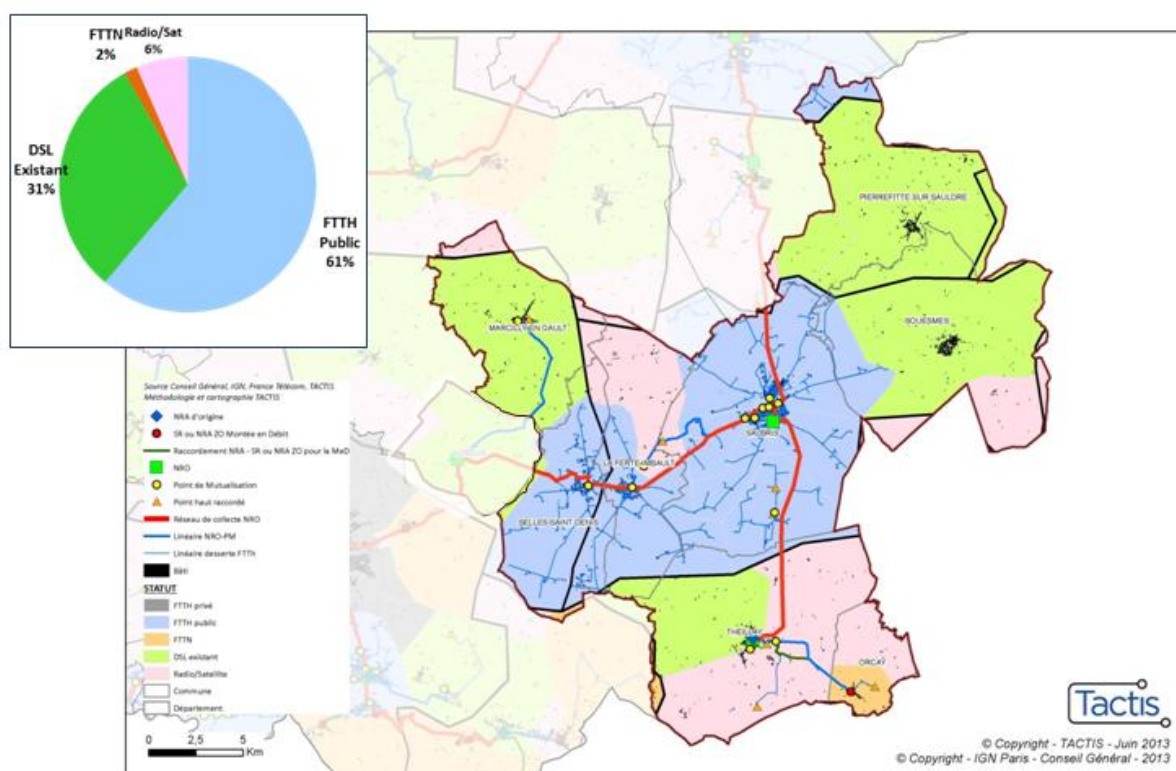 FTTN
2%
Radio/Sat
6%
DSL
Existant
31%
FTTH
Public
61%
PIERREFITTE SUR SAULDRE
SOUESMES
MARCILLY EN GAULT
SALBRIS
LA FERTE IMBAULT
SELLES SAINT DENIS
THEILLAY
ORCAY
Source Conseil Général, IGN, France Télécom, TACTIS
Méthodologie et cartographie TACTIS
NRA d'origine
SR ou NRA ZO Montée en Débit
Raccordement NRA - SR ou NRA ZO pour la MeD
NRO
Point de Mutualisation
Point haut raccordé
Réseau de collecte NRO
Linéaire NRO-PM
Linéaire desserte FTTh
Bâti
STATUT
FTTH privé
FTTH public
FTTN
DSL existant
Radio/Satellite
Commune
Département
0 2,5 5
Km
Tactis
© Copyright - TACTIS - Juin 2013
© Copyright - IGN Paris - Conseil Général - 2013